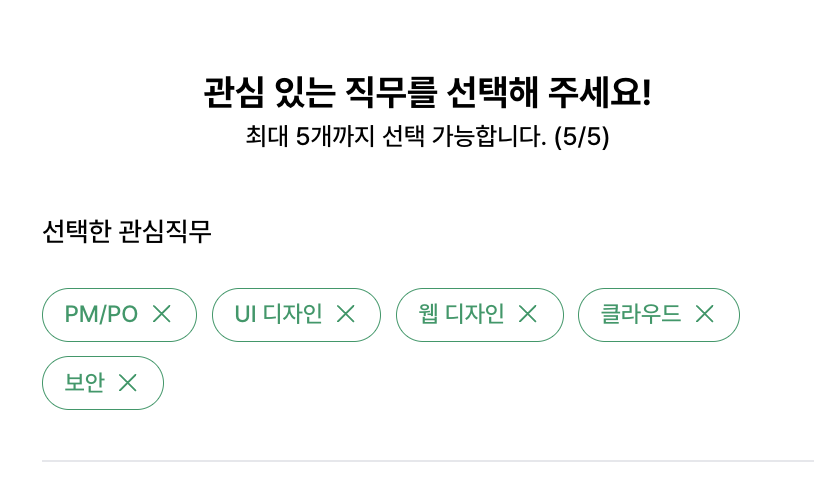 관심 있는 직무를 선택해 주세요!
최대 5개까지 선택 가능합니다. (5/5)
선택한 관심직무
PM/PO UI 디자인 웹 디자인 클라우드
보안